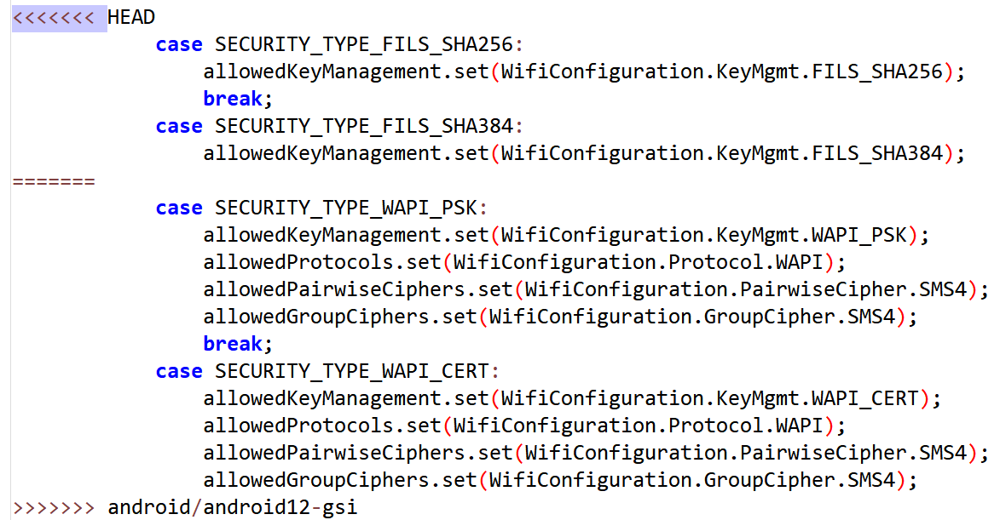 <<<<<<< HEAD
            case SECURITY_TYPE_FILS_SHA256:
                allowedKeyManagement.set(WifiConfiguration.KeyMgmt.FILS_SHA256);
                break;
            case SECURITY_TYPE_FILS_SHA384:
                allowedKeyManagement.set(WifiConfiguration.KeyMgmt.FILS_SHA384);
=======
            case SECURITY_TYPE_WAPI_PSK:
                allowedKeyManagement.set(WifiConfiguration.KeyMgmt.WAPI_PSK);
                allowedProtocols.set(WifiConfiguration.Protocol.WAPI);
                allowedPairwiseCiphers.set(WifiConfiguration.PairwiseCipher.SMS4);
                allowedGroupCiphers.set(WifiConfiguration.GroupCipher.SMS4);
                break;
            case SECURITY_TYPE_WAPI_CERT:
                allowedKeyManagement.set(WifiConfiguration.KeyMgmt.WAPI_CERT);
                allowedProtocols.set(WifiConfiguration.Protocol.WAPI);
                allowedPairwiseCiphers.set(WifiConfiguration.PairwiseCipher.SMS4);
                allowedGroupCiphers.set(WifiConfiguration.GroupCipher.SMS4);
>>>>>>> android/android12-gsi